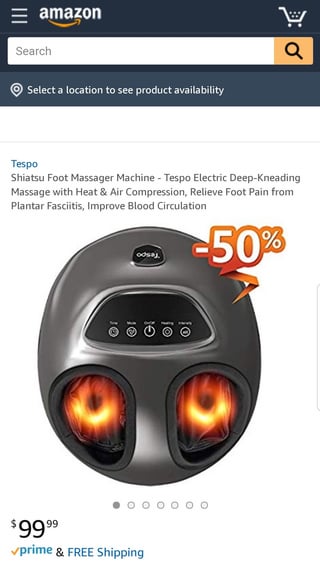 amazon
Search
Select a location to see product availability
Tespo
Shiatsu Foot Massager Machine - Tespo Electric Deep-Kneading
Massage with Heat & Air Compression, Relieve Foot Pain from
Plantar Fasciitis, Improve Blood Circulation
-50%
Tespo
Time Mode On/Off Heating Intensity
$99.99
prime & FREE Shipping